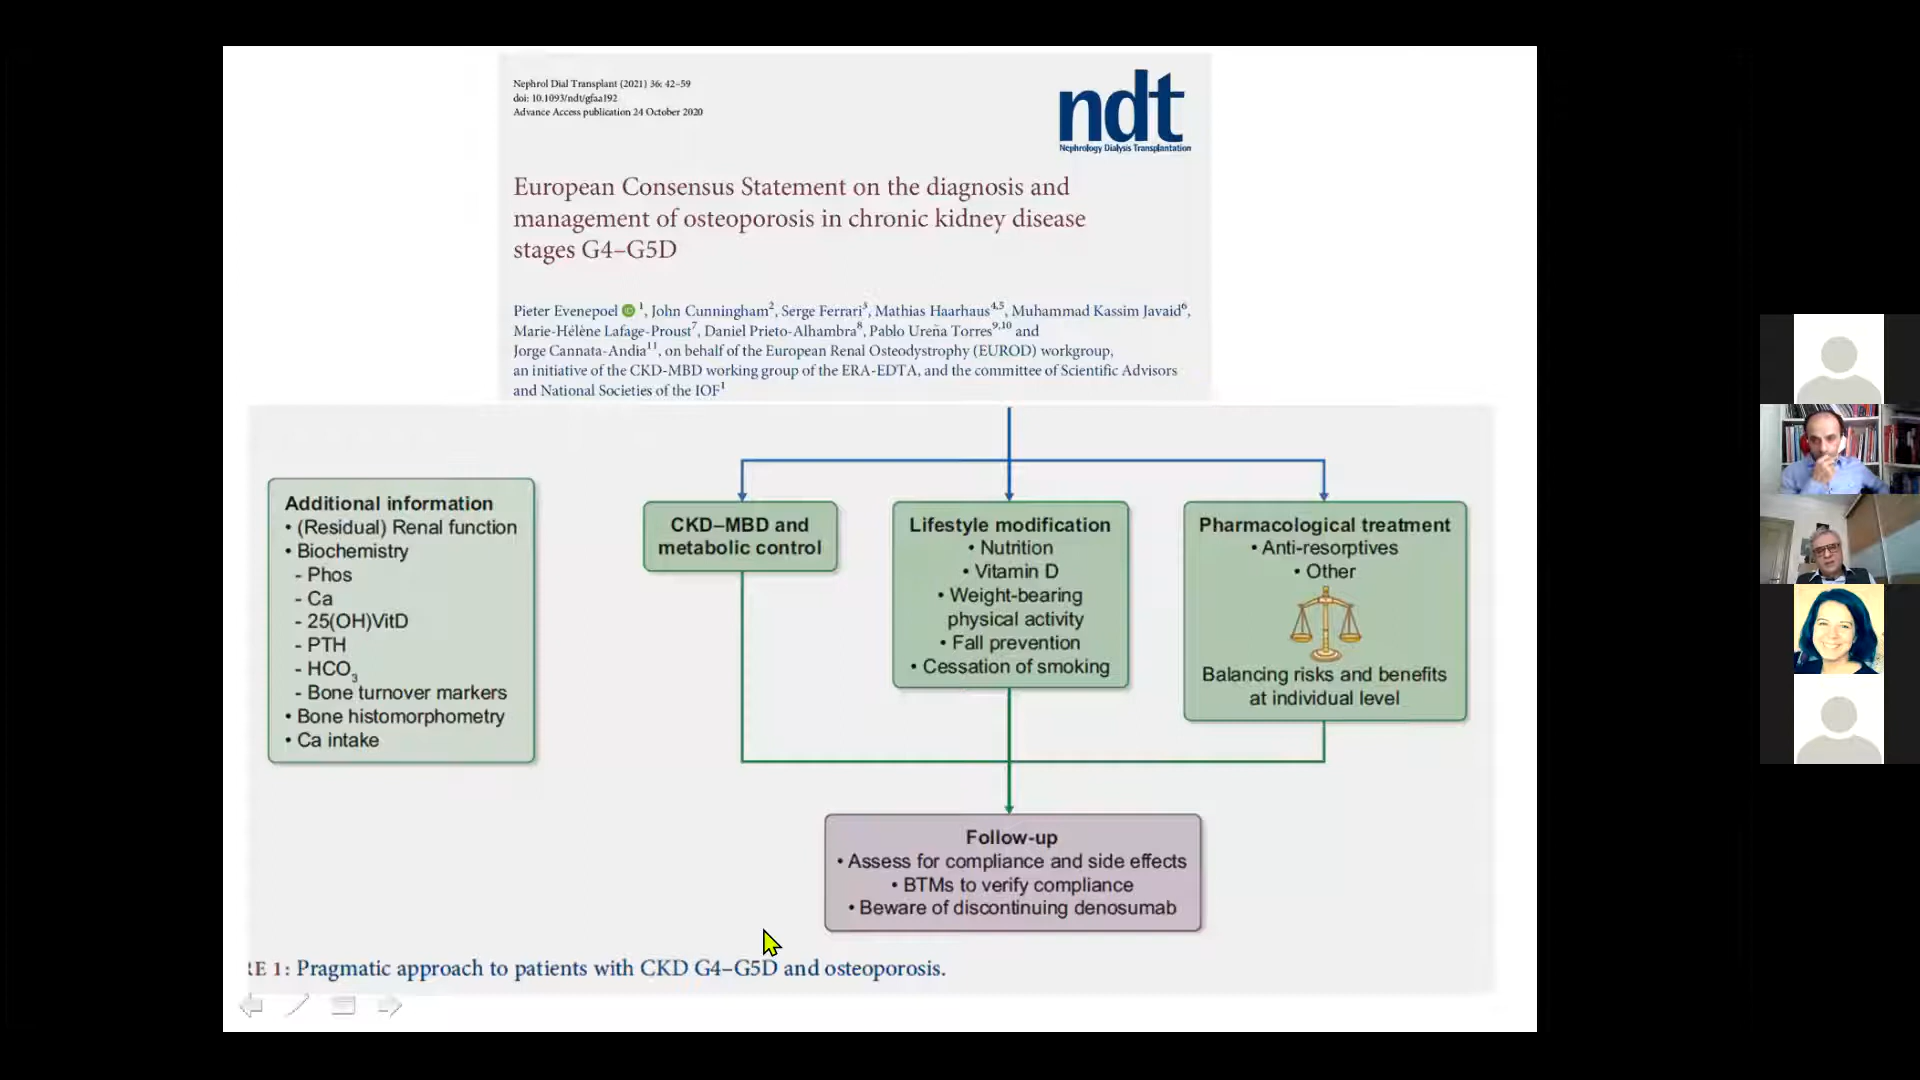 Nephrol Dial Transplant (2021) 36: 42–59
doi: 10.1093/ndt/gfaa192
Advance Access publication 24 October 2020
ndt
Nephrology Dialysis Transplantation
European Consensus Statement on the diagnosis and
management of osteoporosis in chronic kidney disease
stages G4–G5D
Pieter Evenepoel iD 1, John Cunningham2, Serge Ferrari3, Mathias Haarhaus4,5, Muhammad Kassim Javaid6,
Marie-Hélène Lafage-Proust7, Daniel Prieto-Alhambra8, Pablo Ureña Torres9,10 and
Jorge Cannata-Andia11, on behalf of the European Renal Osteodystrophy (EUROD) workgroup,
an initiative of the CKD-MBD working group of the ERA-EDTA, and the committee of Scientific Advisors
and National Societies of the IOF1
Additional information
• (Residual) Renal function
• Biochemistry
- Phos
- Ca
- 25(OH)VitD
- PTH
- HCO3
- Bone turnover markers
• Bone histomorphometry
• Ca intake
CKD–MBD and
metabolic control
Lifestyle modification
• Nutrition
• Vitamin D
• Weight-bearing
physical activity
• Fall prevention
• Cessation of smoking
Pharmacological treatment
• Anti-resorptives
• Other
Balancing risks and benefits
at individual level
Follow-up
• Assess for compliance and side effects
• BTMs to verify compliance
• Beware of discontinuing denosumab
RE 1: Pragmatic approach to patients with CKD G4–G5D and osteoporosis.